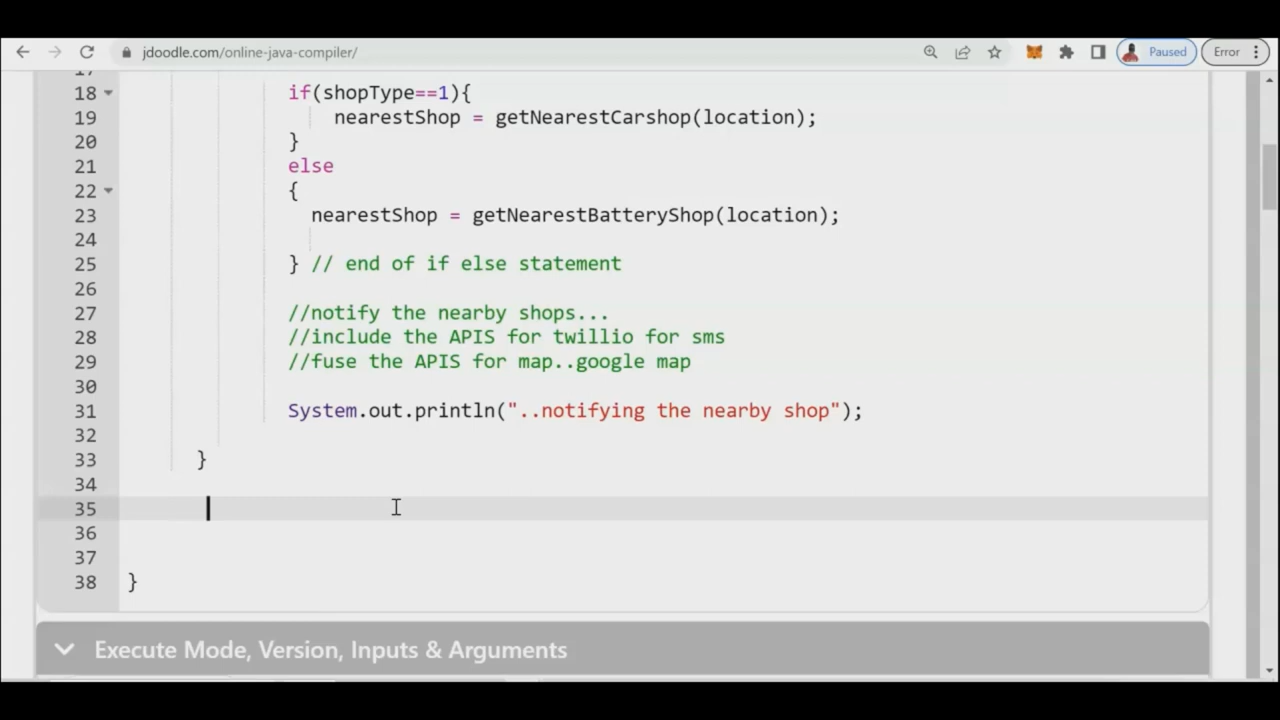 jdoodle.com/online-java-compiler/
Paused
Error
17
18 if(shopType==1){
19 nearestShop = getNearestCarshop(location);
20 }
21 else
22 {
23 nearestShop = getNearestBatteryShop(location);
24
25 } // end of if else statement
26
27 //notify the nearby shops...
28 //include the APIS for twillio for sms
29 //fuse the APIS for map..google map
30
31 System.out.println("..notifying the nearby shop");
32
33 }
34
35
36
37
38 }
Execute Mode, Version, Inputs & Arguments